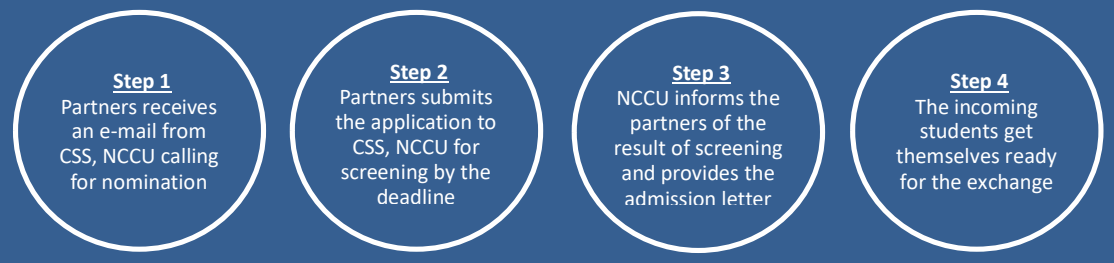 Step 1
Partners receives
an e-mail from
CSS, NCCU calling
for nomination
Step 2
Partners submits
the application to
CSS, NCCU for
screening by the
deadline
Step 3
NCCU informs the
partners of the
result of screening
and provides the
admission letter
Step 4
The incoming
students get
themselves ready
for the exchange